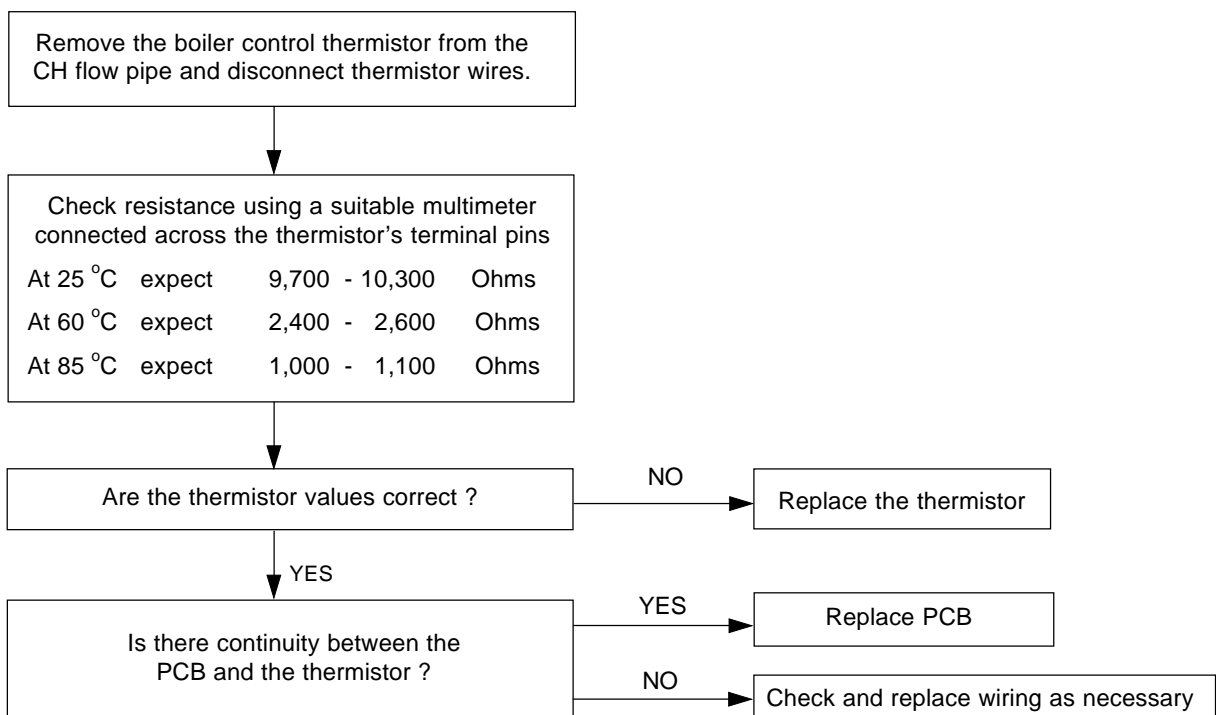 Remove the boiler control thermistor from the
CH flow pipe and disconnect thermistor wires.
Check resistance using a suitable multimeter
connected across the thermistor's terminal pins
At 25 °C expect 9,700 - 10,300 Ohms
At 60 °C expect 2,400 - 2,600 Ohms
At 85 °C expect 1,000 - 1,100 Ohms
Are the thermistor values correct ?
NO
Replace the thermistor
YES
Is there continuity between the
PCB and the thermistor ?
YES
Replace PCB
NO
Check and replace wiring as necessary